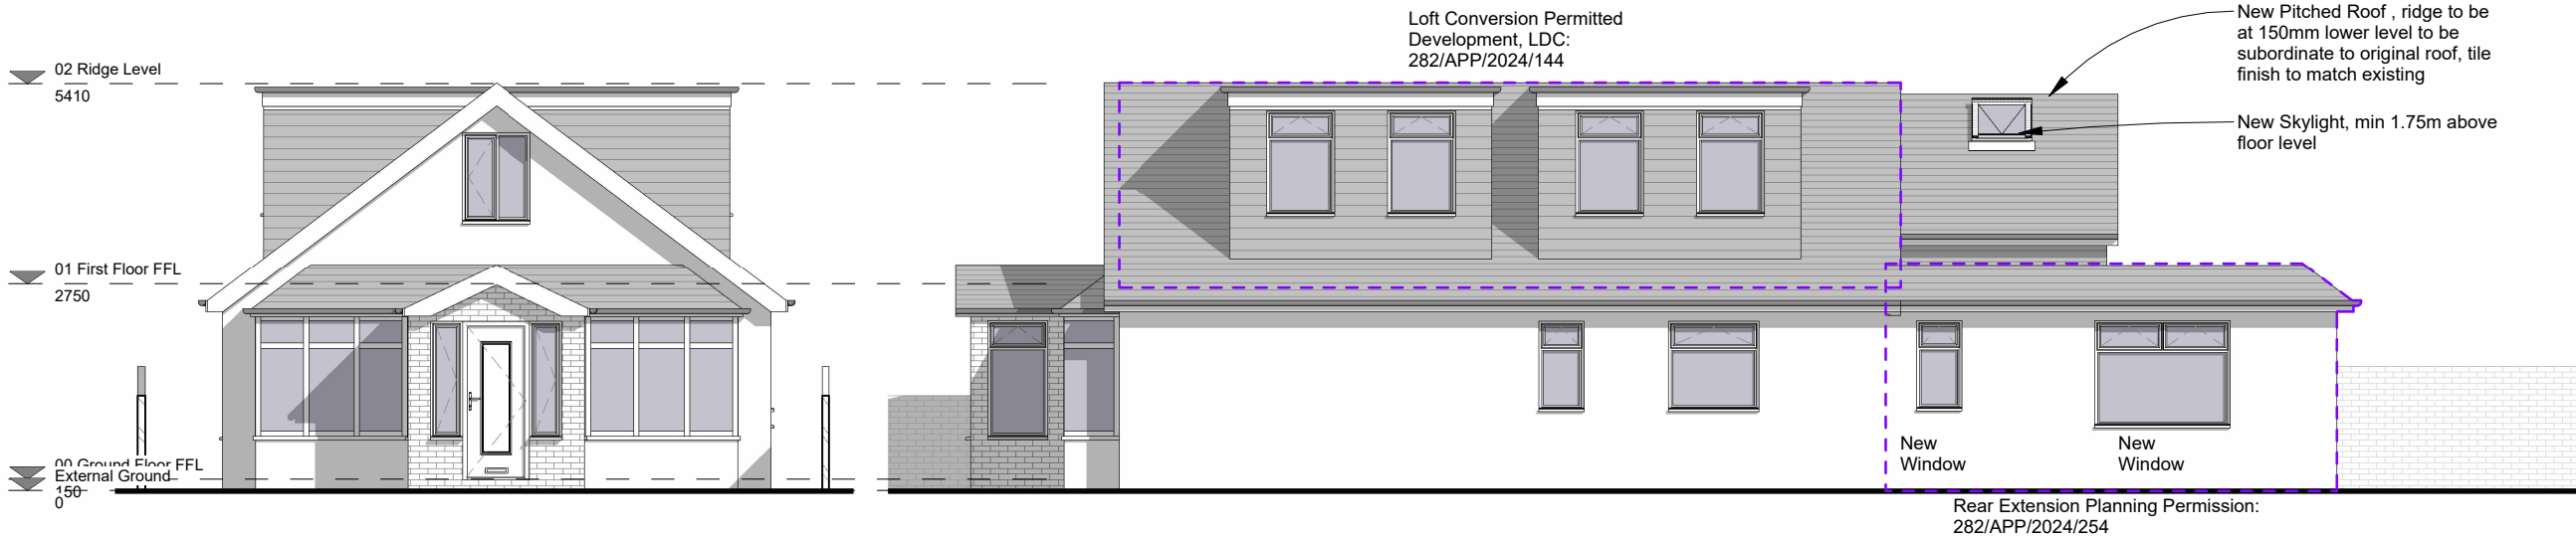 02 Ridge Level
5410
01 First Floor FFL
2750
00 Ground Floor FFL
External Ground
150
0
Loft Conversion Permitted
Development, LDC:
282/APP/2024/144
New Pitched Roof , ridge to be
at 150mm lower level to be
subordinate to original roof, tile
finish to match existing
New Skylight, min 1.75m above
floor level
New
Window
New
Window
Rear Extension Planning Permission:
282/APP/2024/254